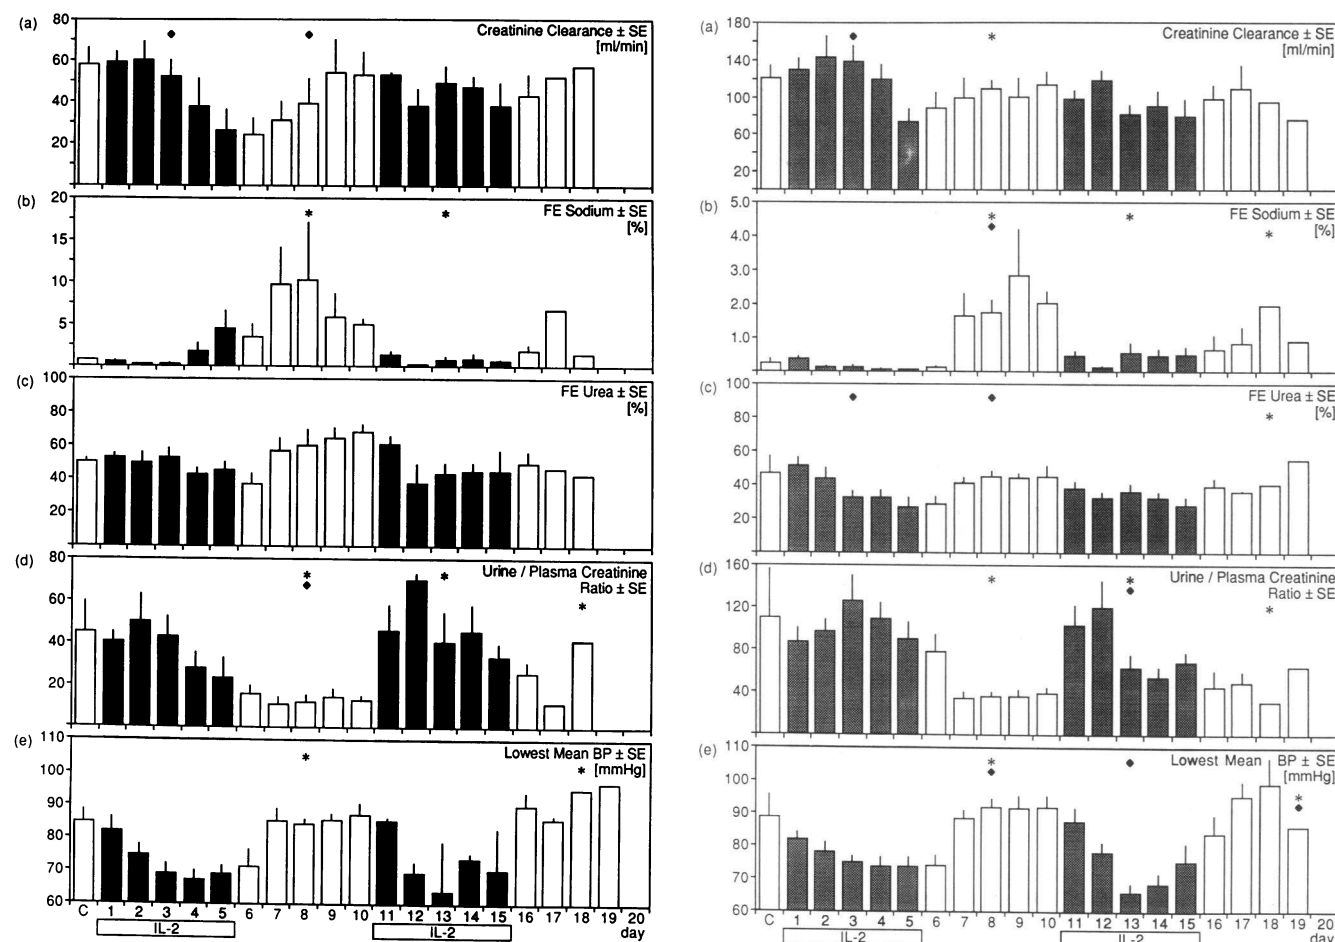 (a)
Creatinine Clearance ± SE
[ml/min]
80
60
40
20
0
♦ ♦
(b)
FE Sodium ± SE
[%]
20
15
10
5
* *
(c)
FE Urea ± SE
[%]
100
80
60
40
20
0
(d)
Urine / Plasma Creatinine
Ratio ± SE
80
60
40
20
0
* * *
♦
(e)
Lowest Mean BP ± SE
[mmHg]
110
100
90
80
70
60
* *
C 1 2 3 4 5 6 7 8 9 10 11 12 13 14 15 16 17 18 19 20
IL-2 IL-2 day
(a)
Creatinine Clearance ± SE
[ml/min]
180
140
100
60
20
♦ *
(b)
FE Sodium ± SE
[%]
5.0
4.0
3.0
2.0
1.0
* * *
♦
(c)
FE Urea ± SE
[%]
100
80
60
40
20
♦ ♦ *
(d)
Urine / Plasma Creatinine
Ratio ± SE
160
120
80
40
* * *
♦
(e)
Lowest Mean BP ± SE
[mmHg]
110
100
90
80
70
60
* ♦ *
♦ ♦
C 1 2 3 4 5 6 7 8 9 10 11 12 13 14 15 16 17 18 19 20
IL-2 IL-2 day